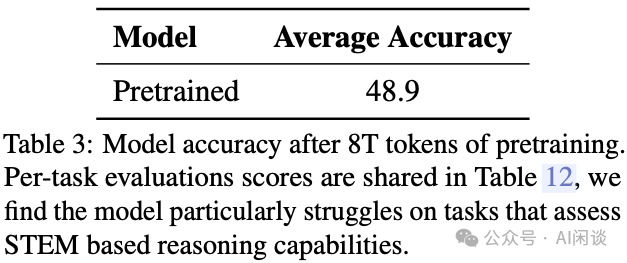 Model Average Accuracy
Pretrained 48.9
Table 3: Model accuracy after 8T tokens of pretraining.
Per-task evaluations scores are shared in Table 12, we
find the model particularly struggles on tasks that assess
STEM based reasoning capabilities.
公众号 · AI闲谈